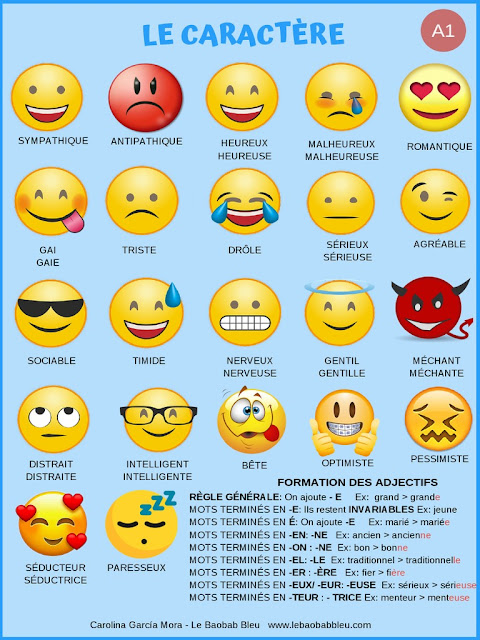 LE CARACTÈRE
A1
SYMPATHIQUE
ANTIPATHIQUE
HEUREUX
HEUREUSE
MALHEUREUX
MALHEUREUSE
ROMANTIQUE
GAI
GAIE
TRISTE
DRÔLE
SÉRIEUX
SÉRIEUSE
AGRÉABLE
SOCIABLE
TIMIDE
NERVEUX
NERVEUSE
GENTIL
GENTILLE
MÉCHANT
MÉCHANTE
DISTRAIT
DISTRAITE
INTELLIGENT
INTELLIGENTE
BÊTE
OPTIMISTE
PESSIMISTE
SÉDUCTEUR
SÉDUCTRICE
ZZZ
PARESSEUX
FORMATION DES ADJECTIFS
RÈGLE GÉNÉRALE: On ajoute - E Ex: grand > grande
MOTS TERMINÉS EN -E: Ils restent INVARIABLES Ex: jeune
MOTS TERMINÉS EN É: On ajoute -E Ex: marié > mariée
MOTS TERMINÉS EN -EN: -NE Ex: ancien > ancienne
MOTS TERMINÉS EN -ON : -NE Ex: bon > bonne
MOTS TERMINÉS EN -EL: -LE Ex: traditionnel > traditionnelle
MOTS TERMINÉS EN -ER : -ÈRE Ex: fier > fière
MOTS TERMINÉS EN -EUX/ -EUR: -EUSE Ex: sérieux > sérieuse
MOTS TERMINÉS EN -TEUR : - TRICE Ex: menteur > menteuse
Carolina García Mora - Le Baobab Bleu www.lebaobabbleu.com